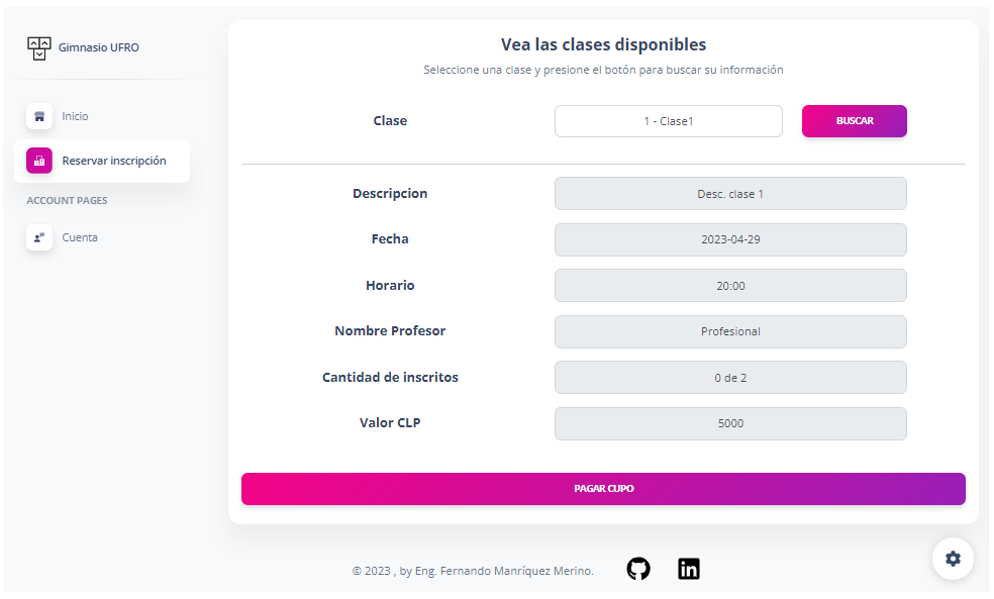 Gimnasio UFRO
Inicio
Reservar inscripción
ACCOUNT PAGES
Cuenta
Vea las clases disponibles
Seleccione una clase y presione el botón para buscar su información
Clase
1 - Clase1
BUSCAR
Descripcion
Desc. clase 1
Fecha
2023-04-29
Horario
20:00
Nombre Profesor
Profesional
Cantidad de inscritos
0 de 2
Valor CLP
5000
PAGAR CUPO
© 2023 , by Eng. Fernando Manríquez Merino.
in